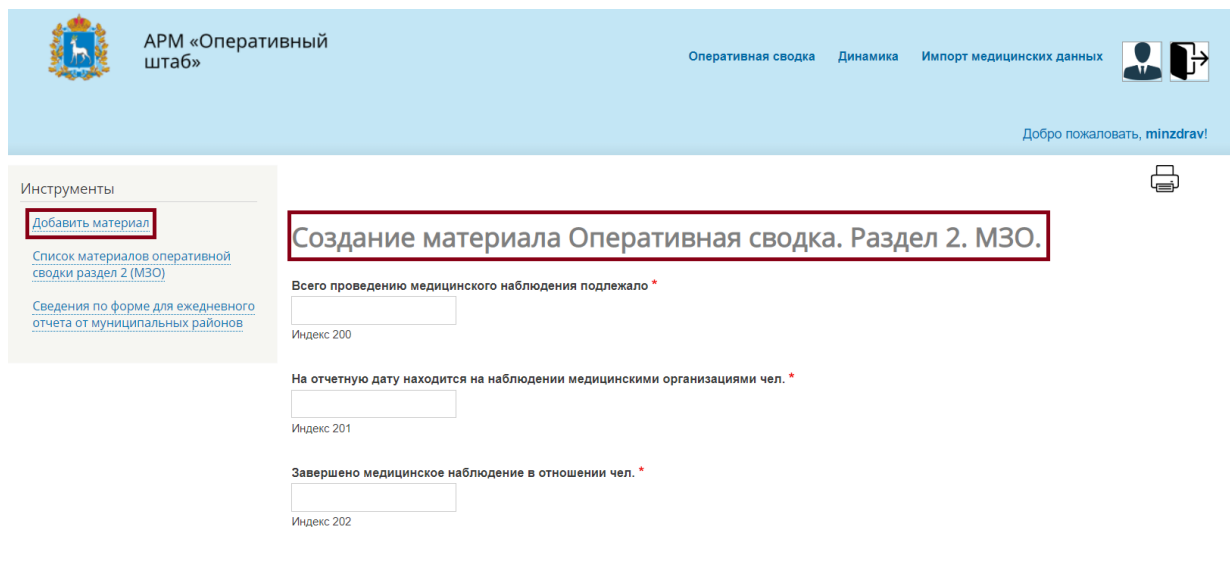 АРМ «Оперативный
штаб»
Оперативная сводка Динамика Импорт медицинских данных
Добро пожаловать, minzdrav!
Инструменты
Добавить материал
Список материалов оперативной
сводки раздел 2 (МЗО)
Сведения по форме для ежедневного
отчета от муниципальных районов
Создание материала Оперативная сводка. Раздел 2. МЗО.
Всего проведению медицинского наблюдения подлежало *
Индекс 200
На отчетную дату находится на наблюдении медицинскими организациями чел. *
Индекс 201
Завершено медицинское наблюдение в отношении чел. *
Индекс 202